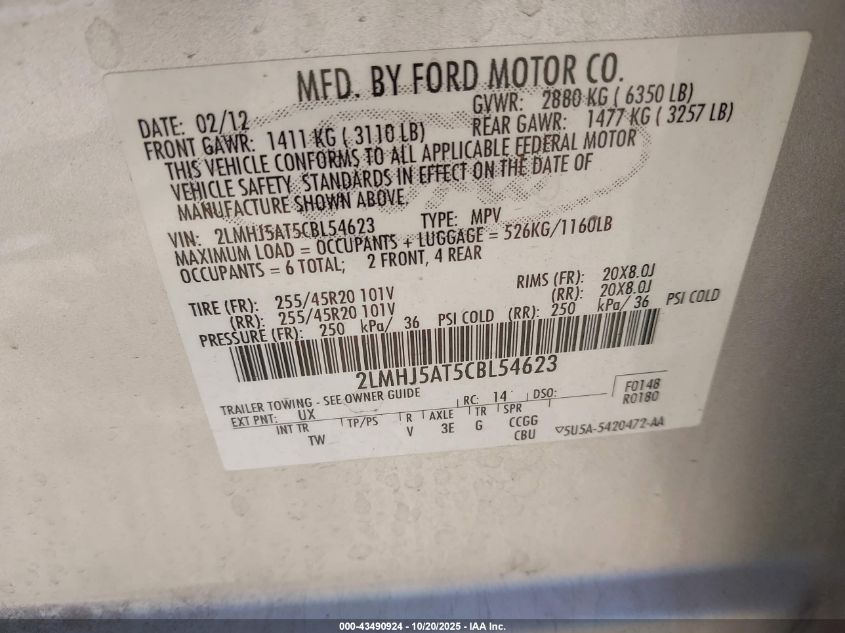 MFD. BY FORD MOTOR CO.
DATE: 02/12 GVWR: 2880 KG ( 6350 LB)
FRONT GAWR: 1411 KG ( 3110 LB) REAR GAWR: 1477 KG ( 3257 LB)
THIS VEHICLE CONFORMS TO ALL APPLICABLE FEDERAL MOTOR
VEHICLE SAFETY STANDARDS IN EFFECT ON THE DATE OF
MANUFACTURE SHOWN ABOVE.
VIN: 2LMHJ5AT5CBL54623 TYPE: MPV
MAXIMUM LOAD = OCCUPANTS + LUGGAGE = 526KG/1160LB
OCCUPANTS = 6 TOTAL; 2 FRONT, 4 REAR
TIRE (FR): 255/45R20 101V RIMS (FR): 20X8.0J
(RR): 255/45R20 101V (RR): 20X8.0J
PRESSURE (FR): 250 kPa/ 36 PSI COLD (RR): 250 kPa/ 36 PSI COLD
2LMHJ5AT5CBL54623
TRAILER TOWING - SEE OWNER GUIDE
EXT PNT: UX RC: 14 DSO: F0148
R0180
INT TR TP/PS R AXLE TR SPR
TW V 3E G CCGG
CBU ▽5U5A-5420472-AA
000-43490924 - 10/20/2025 - IAA Inc.